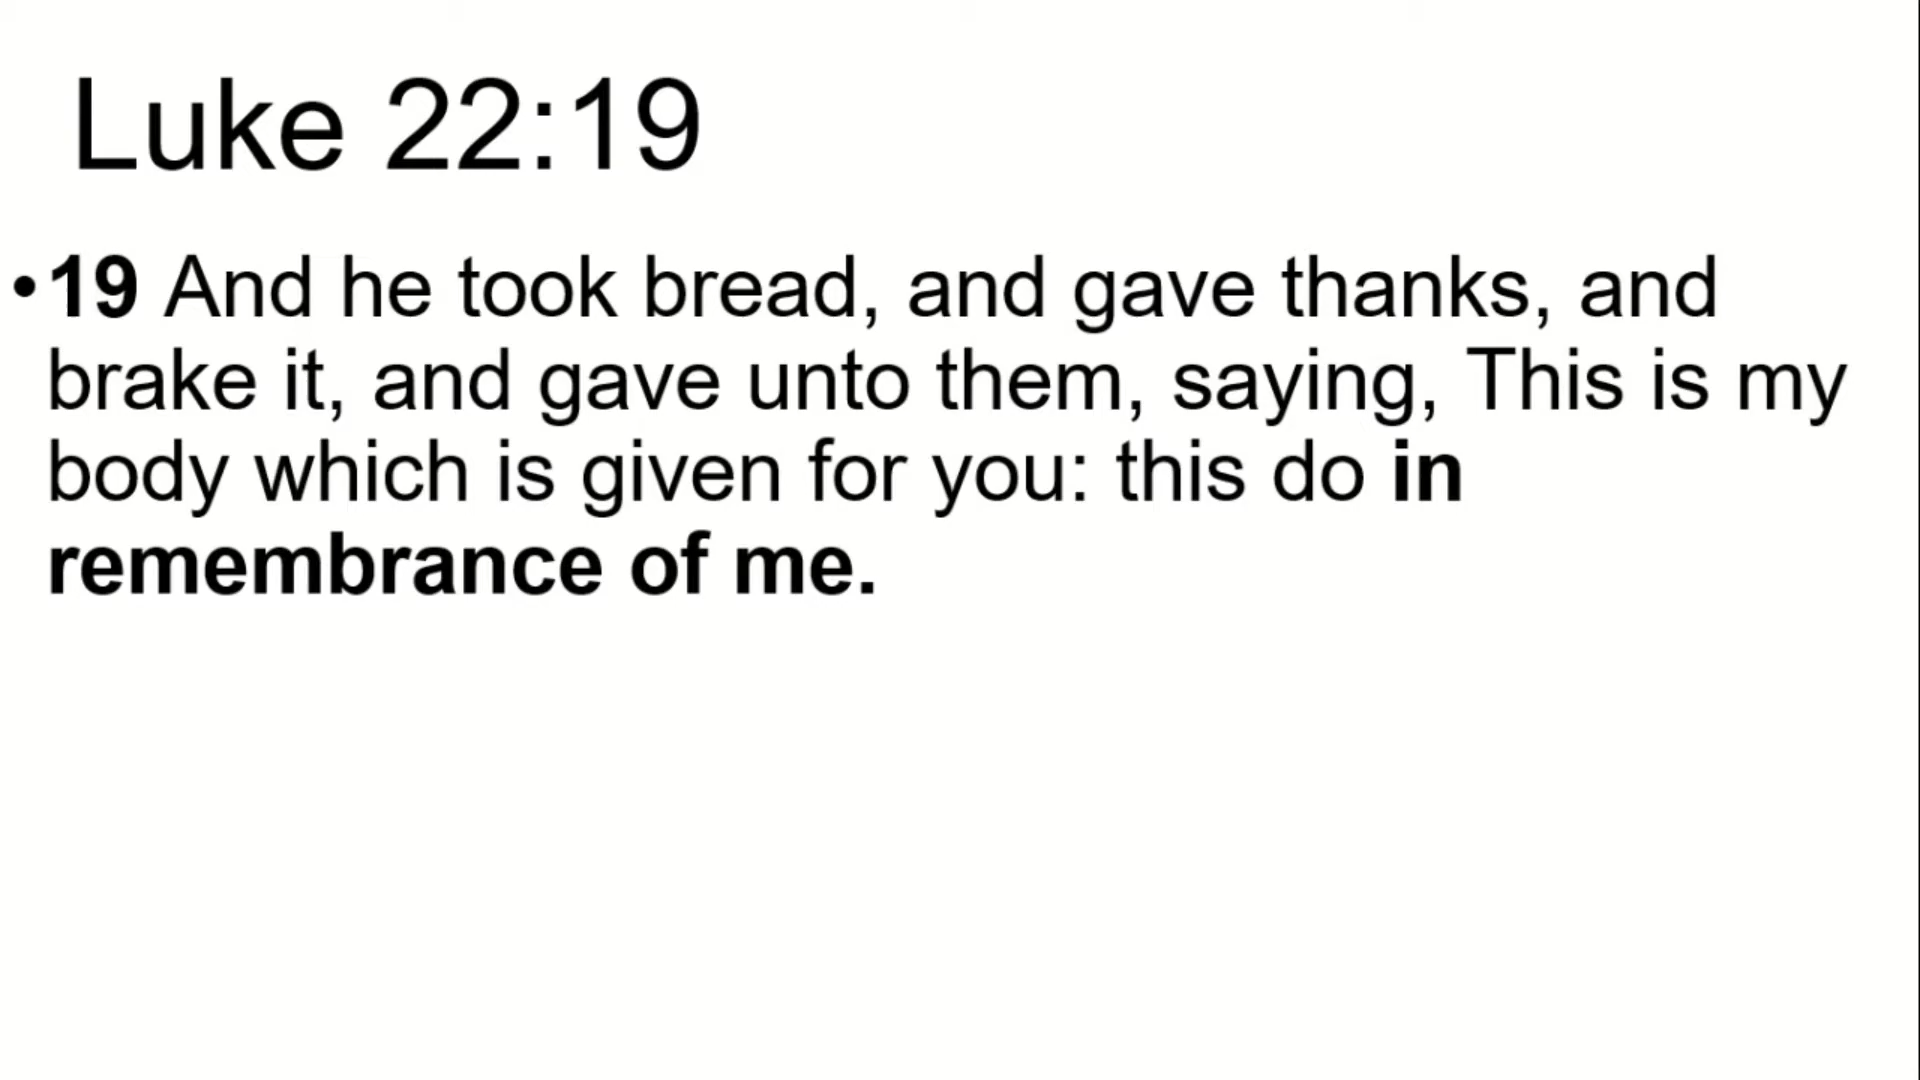 Luke 22:19
•19 And he took bread, and gave thanks, and
brake it, and gave unto them, saying, This is my
body which is given for you: this do in
remembrance of me.